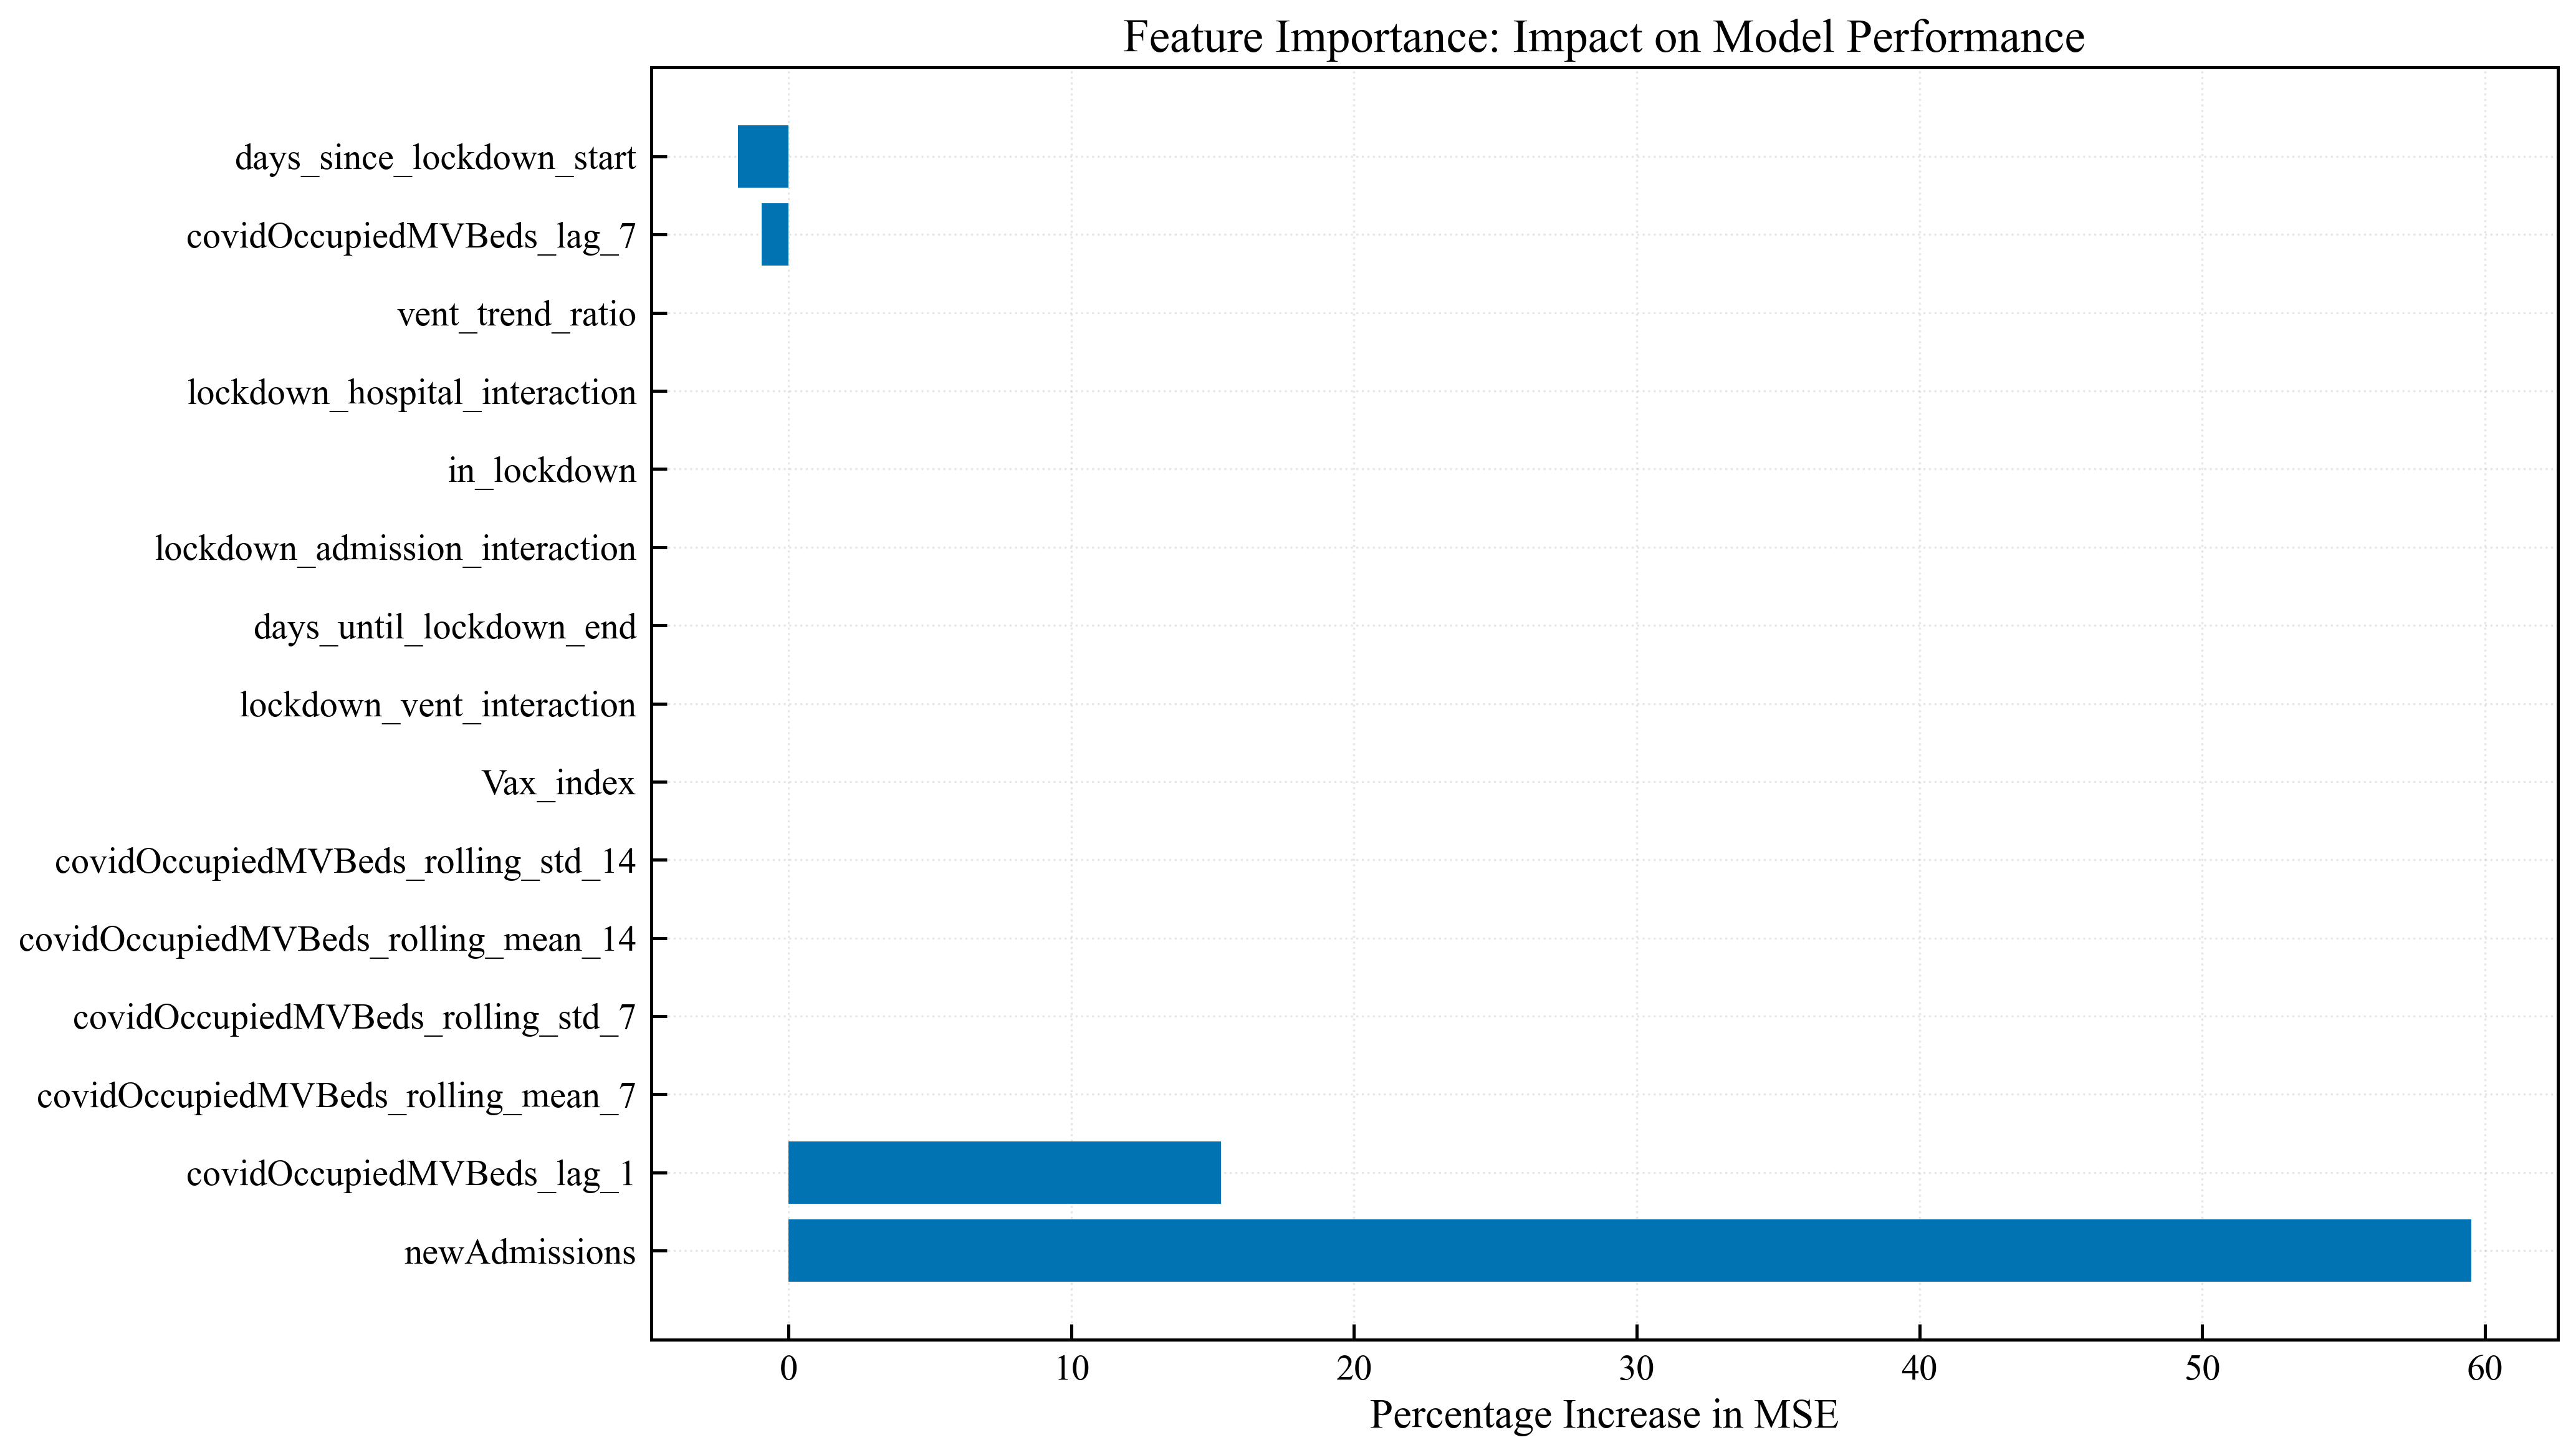 Feature Importance: Impact on Model Performance
days_since_lockdown_start
covidOccupiedMVBeds_lag_7
vent_trend_ratio
lockdown_hospital_interaction
in_lockdown
lockdown_admission_interaction
days_until_lockdown_end
lockdown_vent_interaction
Vax_index
covidOccupiedMVBeds_rolling_std_14
covidOccupiedMVBeds_rolling_mean_14
covidOccupiedMVBeds_rolling_std_7
covidOccupiedMVBeds_rolling_mean_7
covidOccupiedMVBeds_lag_1
newAdmissions
0 10 20 30 40 50 60
Percentage Increase in MSE